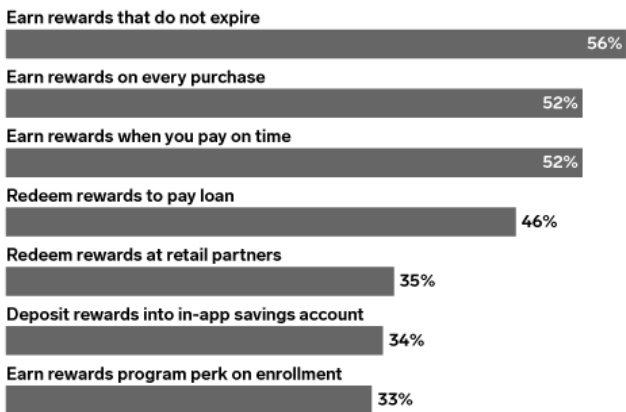 Earn rewards that do not expire
56%
Earn rewards on every purchase
52%
Earn rewards when you pay on time
52%
Redeem rewards to pay loan
46%
Redeem rewards at retail partners
35%
Deposit rewards into in-app savings account
34%
Earn rewards program perk on enrollment
33%